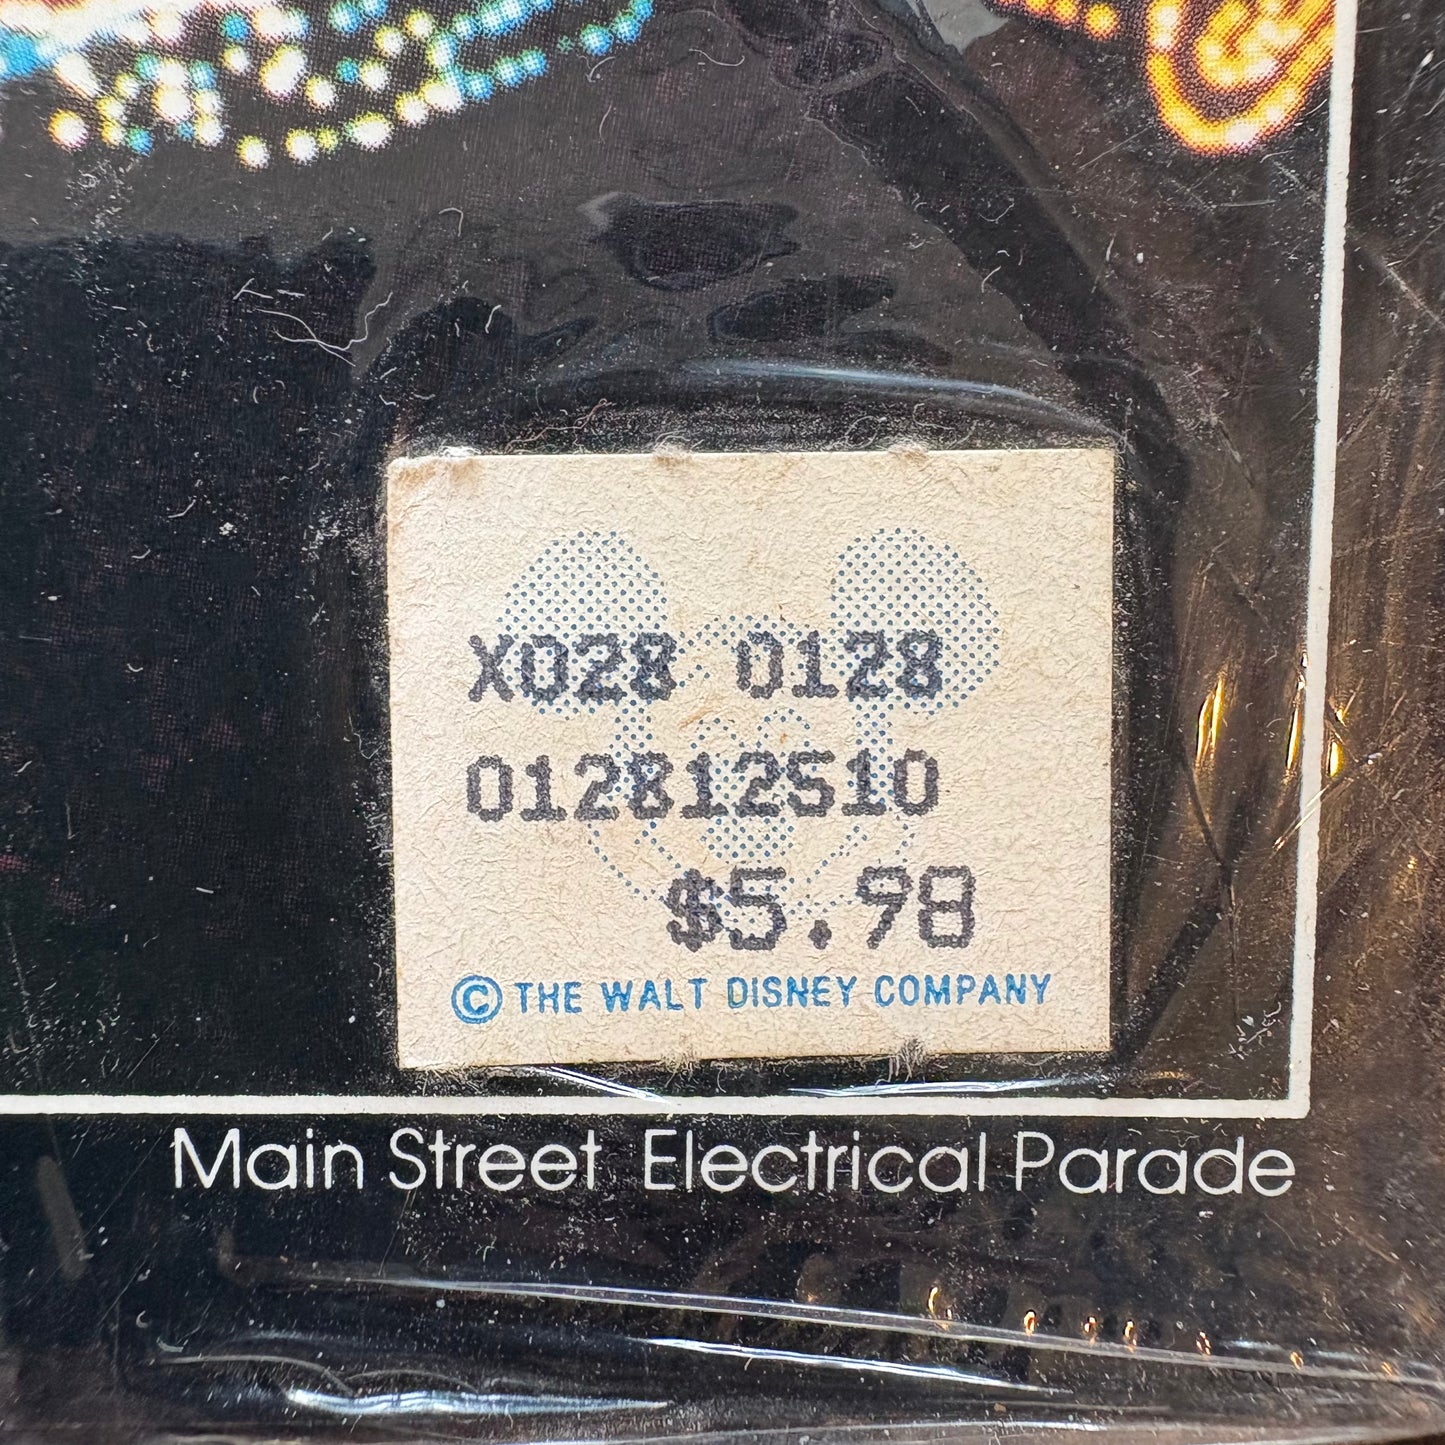 X028 0128
012812510
$5.98
© THE WALT DISNEY COMPANY
Main Street Electrical Parade